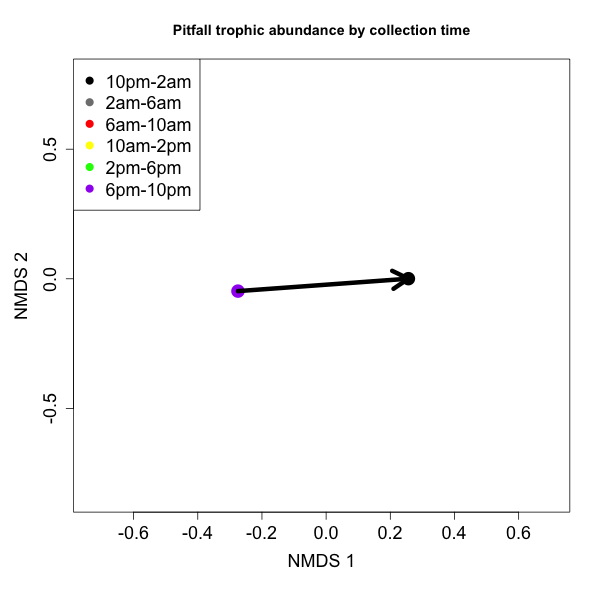 Pitfall trophic abundance by collection time
10pm-2am
2am-6am
6am-10am
10am-2pm
2pm-6pm
6pm-10pm
0.5
0.0
-0.5
NMDS 2
-0.6 -0.4 -0.2 0.0 0.2 0.4 0.6
NMDS 1